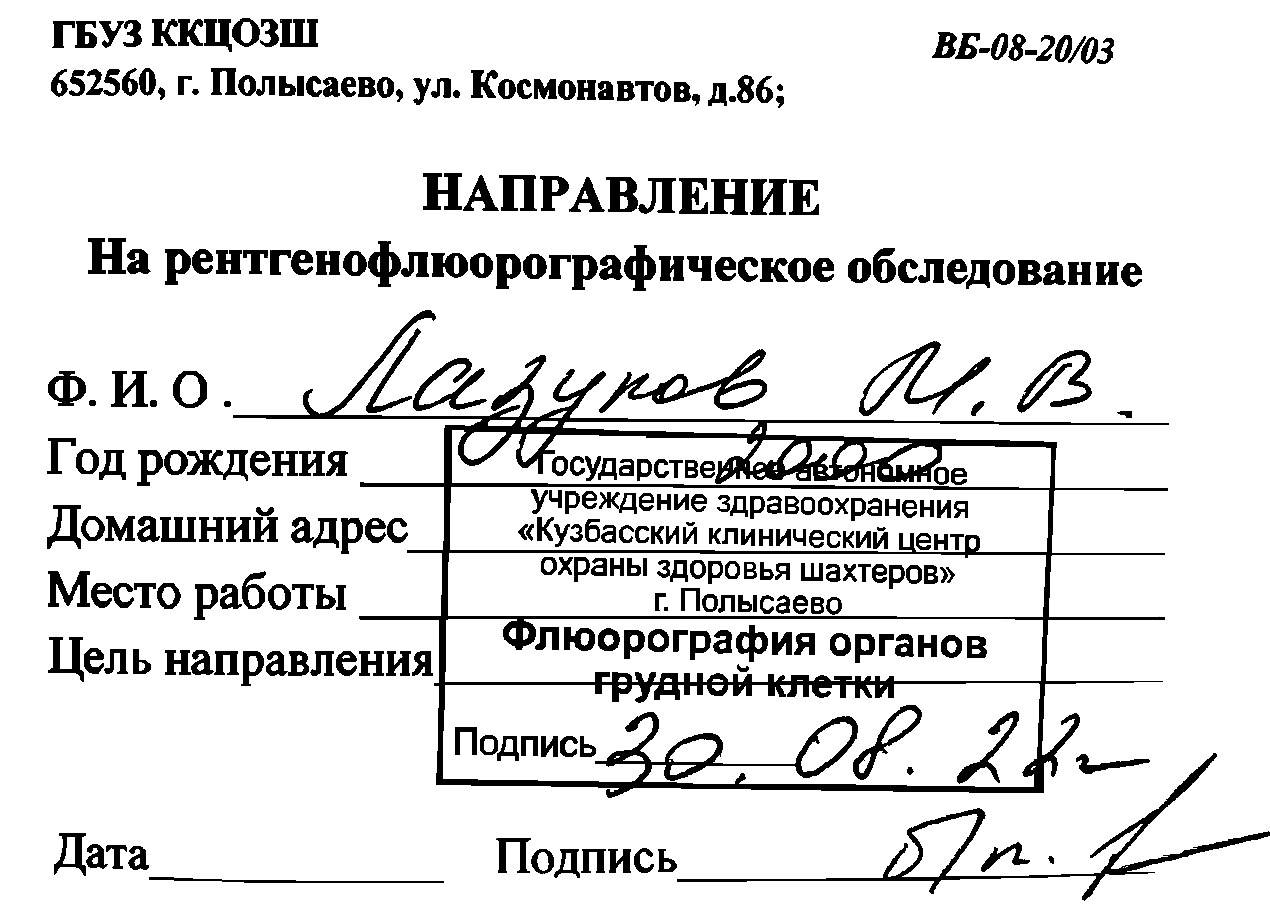 ГБУЗ ККЦОЗШ
ВБ-08-20/03
652560, г. Полысаево, ул. Космонавтов, д.86;
НАПРАВЛЕНИЕ
На рентгенофлюорографическое обследование
Ф. И. О. Лазуков М. В.
Год рождения 2000
Домашний адрес
Место работы
Цель направления
Государственное автономное
учреждение здравоохранения
«Кузбасский клинический центр
охраны здоровья шахтеров»
г. Полысаево
Флюорография органов
грудной клетки
Подпись 30. 08. 22г
Дата Подпись б/п.